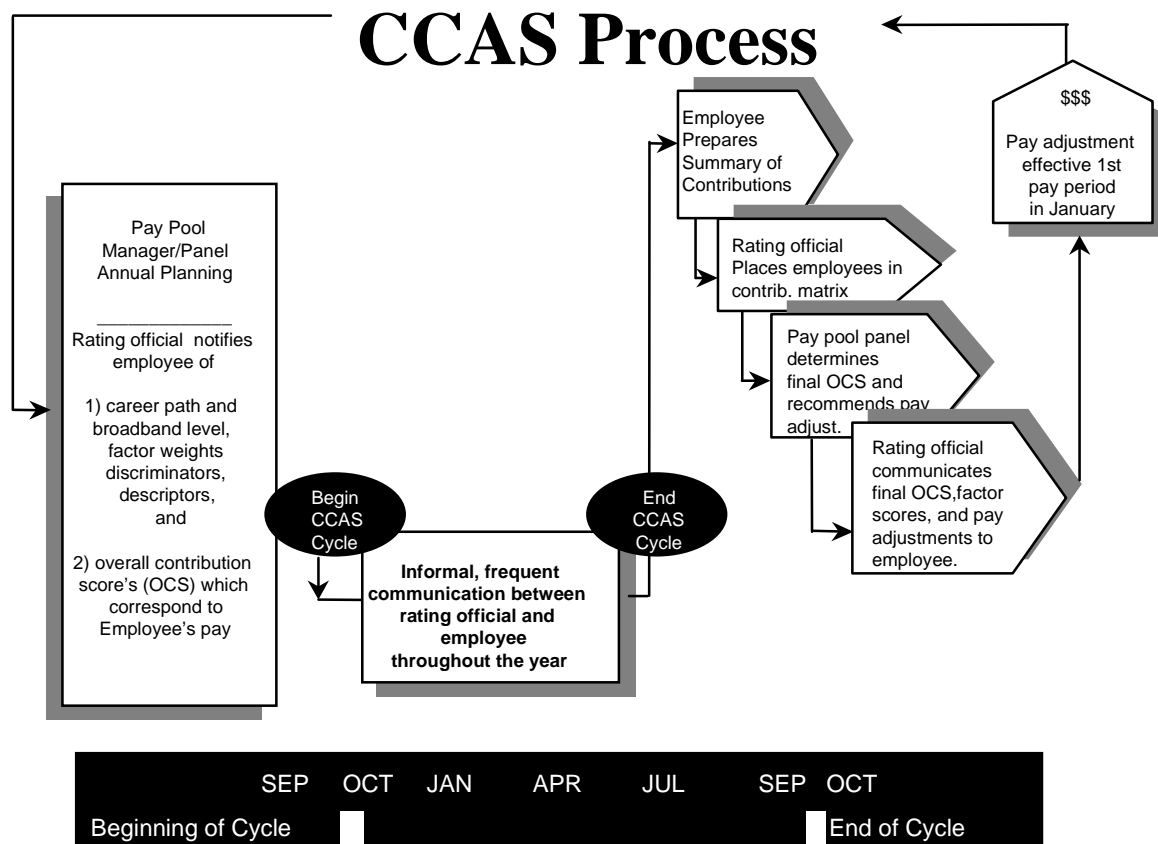 CCAS Process
Pay Pool
Manager/Panel
Annual Planning
_____________
Rating official notifies
employee of
1) career path and
broadband level,
factor weights
discriminators,
descriptors,
and
2) overall contribution
score's (OCS) which
correspond to
Employee's pay
Begin
CCAS
Cycle
Informal, frequent
communication between
rating official and
employee
throughout the year
End
CCAS
Cycle
Employee
Prepares
Summary of
Contributions
Rating official
Places employees in
contrib. matrix
Pay pool panel
determines
final OCS and
recommends pay
adjust.
Rating official
communicates
final OCS,factor
scores, and pay
adjustments to
employee.
$$$
Pay adjustment
effective 1st
pay period
in January
SEP OCT JAN APR JUL SEP OCT
Beginning of Cycle End of Cycle